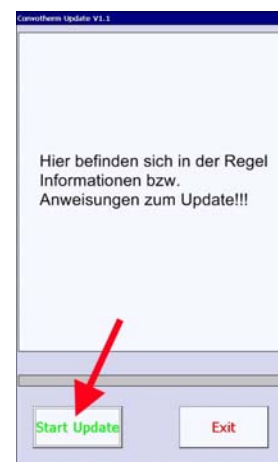 Convotherm Update V1.1
Hier befinden sich in der Regel
Informationen bzw.
Anweisungen zum Update!!!
Start Update
Exit